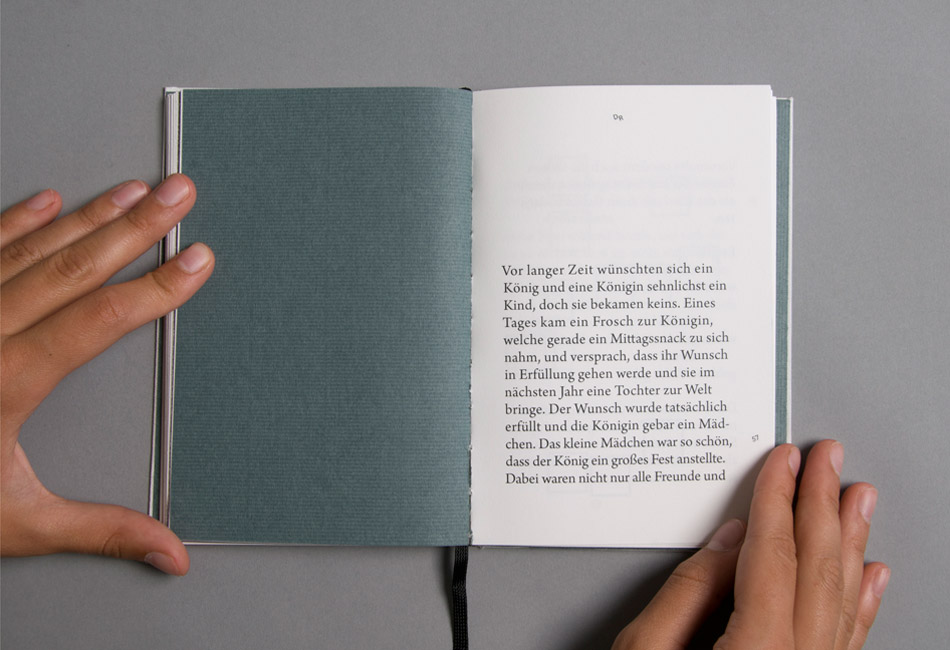 Vor langer Zeit wünschten sich ein
König und eine Königin sehnlichst ein
Kind, doch sie bekamen keins. Eines
Tages kam ein Frosch zur Königin,
welche gerade ein Mittagssnack zu sich
nahm, und versprach, dass ihr Wunsch
in Erfüllung gehen werde und sie im
nächsten Jahr eine Tochter zur Welt
bringe. Der Wunsch wurde tatsächlich
erfüllt und die Königin gebar ein Mäd-
chen. Das kleine Mädchen war so schön,
dass der König ein großes Fest anstellte.
Dabei waren nicht nur alle Freunde und
57